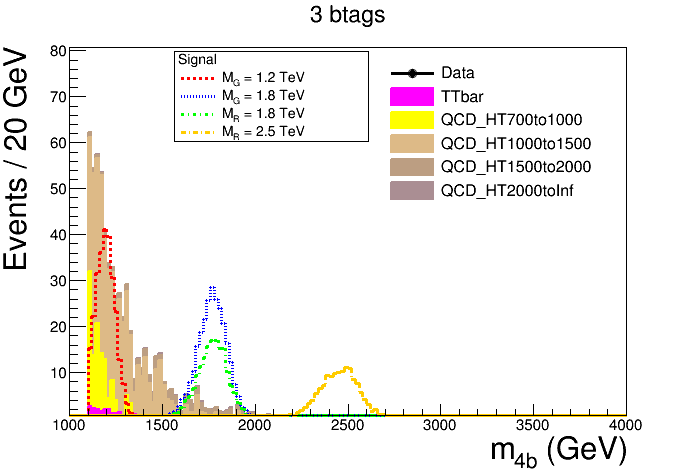 3 btags
Events / 20 GeV
80
70
60
50
40
30
20
10
Signal
M_G = 1.2 TeV
M_G = 1.8 TeV
M_R = 1.8 TeV
M_R = 2.5 TeV
Data
TTbar
QCD_HT700to1000
QCD_HT1000to1500
QCD_HT1500to2000
QCD_HT2000toInf
1000 1500 2000 2500 3000 3500 4000
m_4b (GeV)